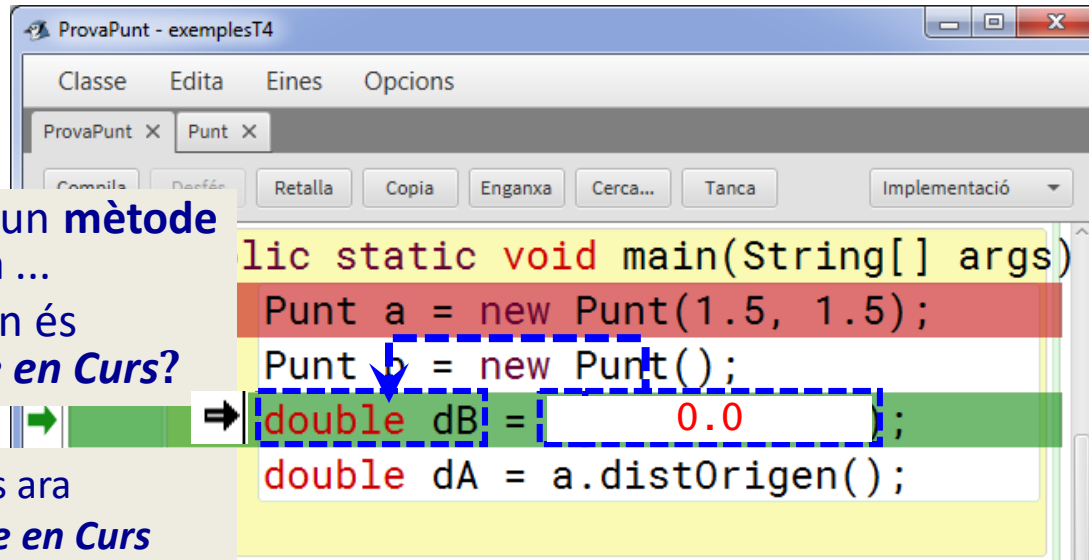 ProvaPunt - exemplesT4
Classe Edita Eines Opcions
ProvaPunt Punt
Compila Desfés Retalla Copia Enganxa Cerca... Tanca Implementació
un mètode
...
n és
en Curs?
s ara
e en Curs
lic static void main(String[] args)
Punt a = new Punt(1.5, 1.5);
Punt b = new Punt();
double dB = 0.0 );
double dA = a.distOrigen();